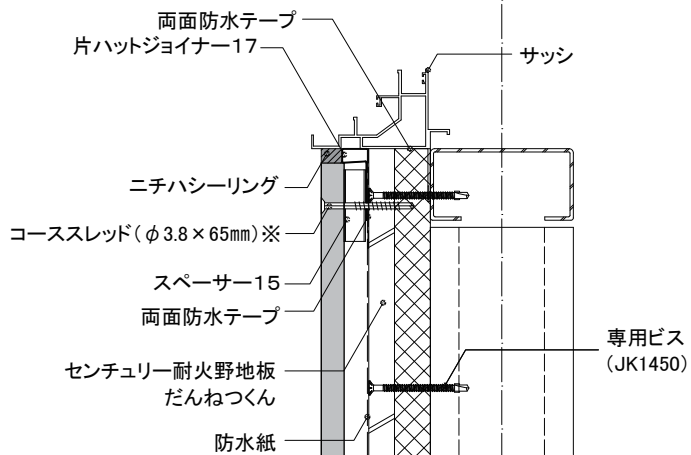 両面防水テープ
片ハットジョイナー17
サッシ
ニチハシーリング
コーススレッド(φ3.8×65㎜)※
スペーサー15
両面防水テープ
専用ビス
(JK1450)
センチュリー耐火野地板
だんねつくん
防水紙